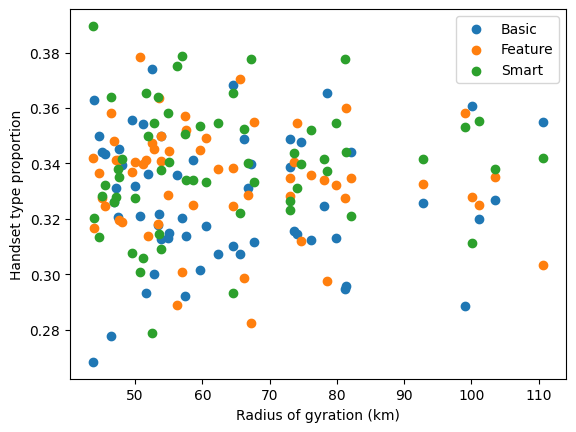 Basic
Feature
Smart
Handset type proportion
0.38
0.36
0.34
0.32
0.30
0.28
50 60 70 80 90 100 110
Radius of gyration (km)